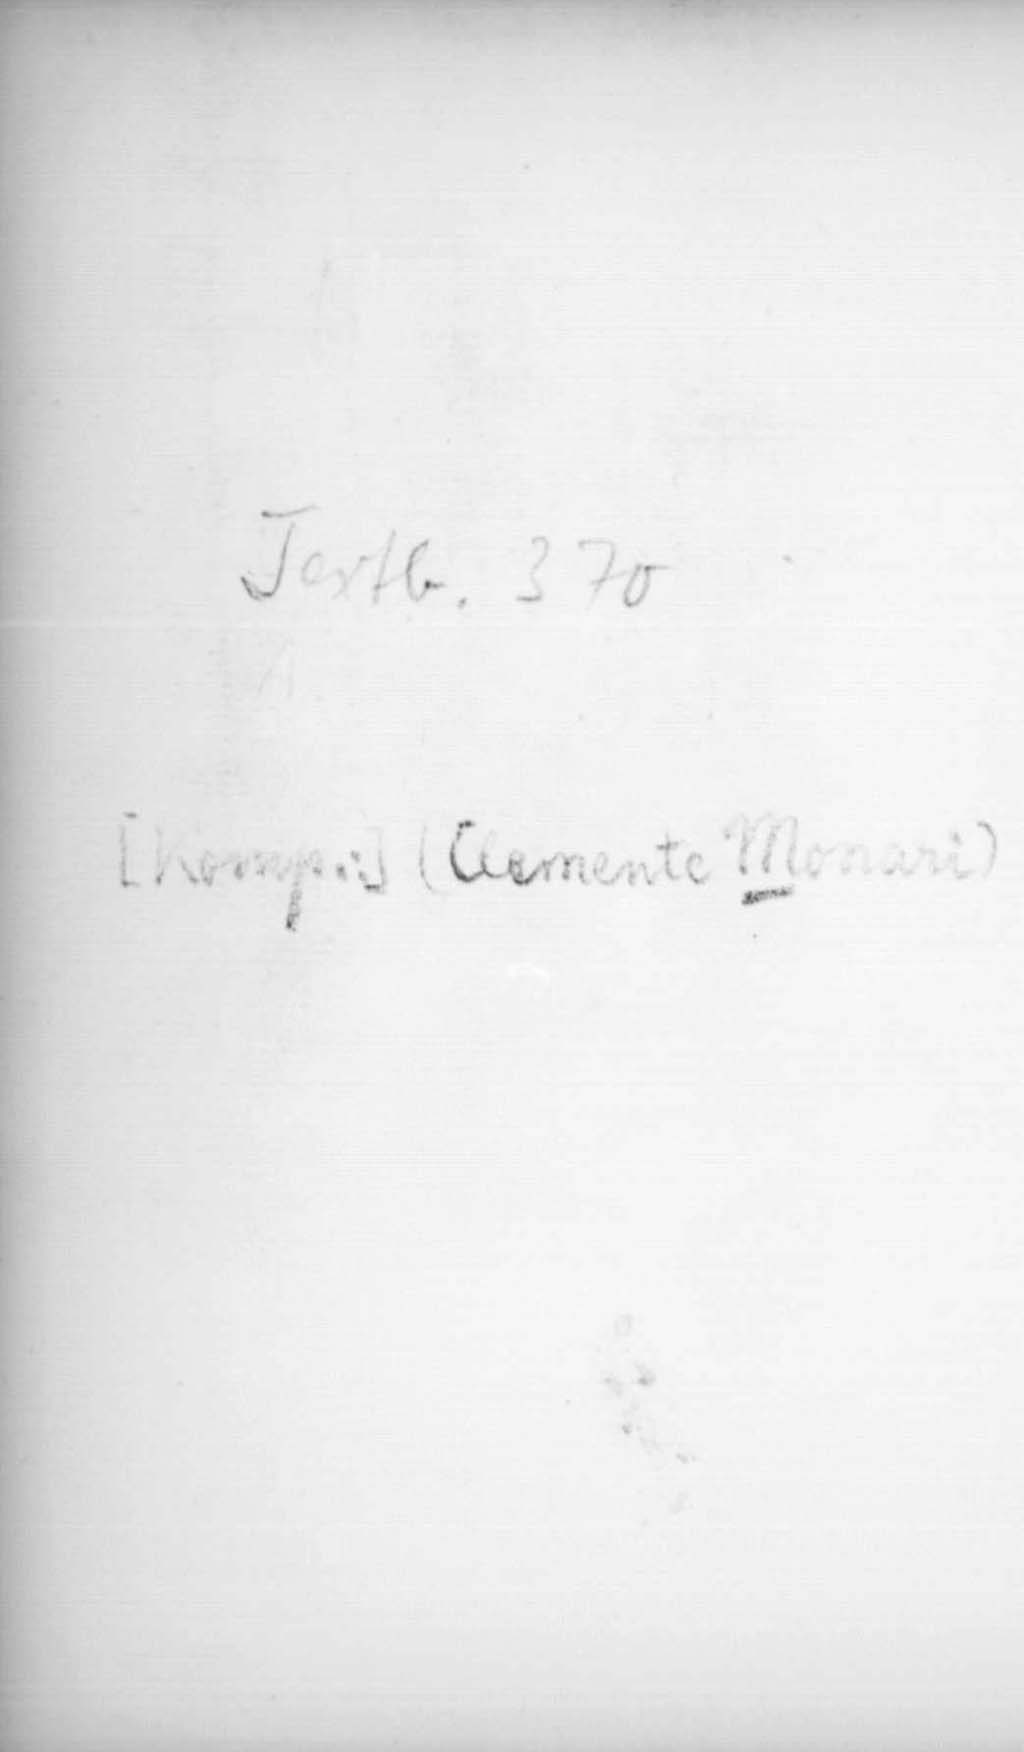 Textb. 370
[Komp.:] (Clemente Monari)